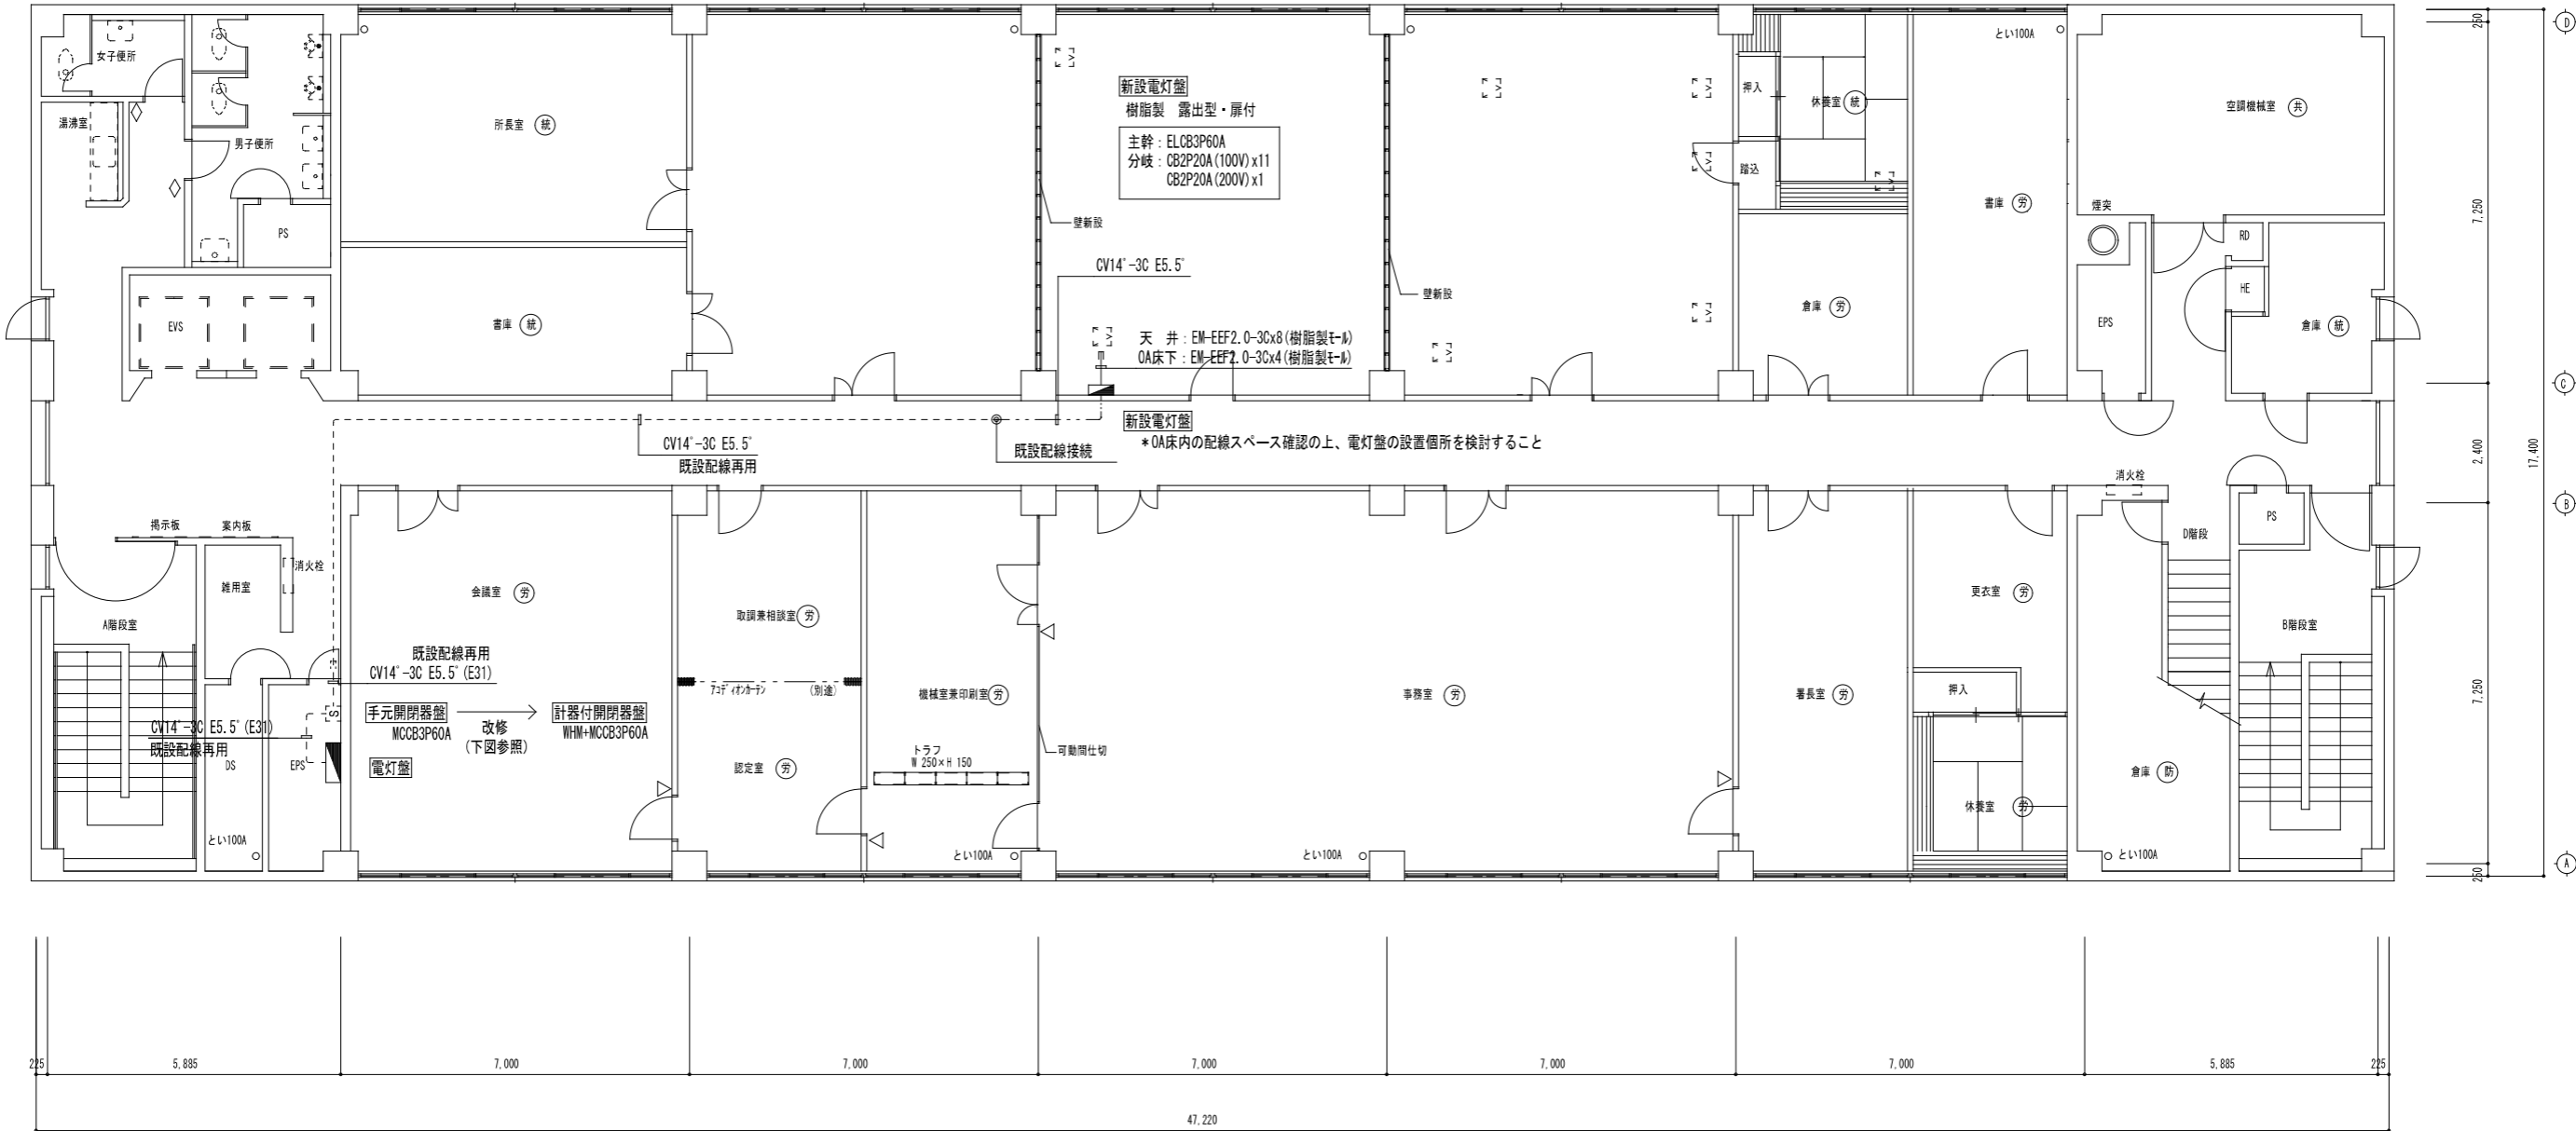 女子便所
湯沸室
男子便所
PS
EVS
所長室 統
書庫 統
新設電灯盤
樹脂製 露出型・扉付
主幹：ELCB3P60A
分岐：CB2P20A(100V)x11
CB2P20A(200V)x1
壁新設
CV14°-3C E5.5°
壁新設
天 井：EM-EEF2.0-3Cx8(樹脂製ﾓｰﾙ)
OA床下：EM-EEF2.0-3Cx4(樹脂製ﾓｰﾙ)
押入
休養室 統
踏込
倉庫 労
とい100A
書庫 労
空調機械室 共
煙突
RD
HE
EPS
倉庫 統
CV14°-3C E5.5°
既設配線再用
既設配線接続
新設電灯盤
*OA床内の配線スペース確認の上、電灯盤の設置個所を検討すること
消火栓
掲示板
案内板
消火栓
雑用室
A階段室
会議室 労
既設配線再用
CV14°-3C E5.5°(E31)
手元開閉器盤
MCCB3P60A
改修
(下図参照)
計器付開閉器盤
WHM+MCCB3P60A
電灯盤
S
CV14°-3C E5.5°(E31)
既設配線再用
DS
EPS
とい100A
取調兼相談室 労
ｱｺｰﾃﾞｨｵﾝｶｰﾃﾝ
(別途)
認定室 労
機械室兼印刷室 労
トラフ
W 250×H 150
可動間仕切
とい100A
事務室 労
とい100A
署長室 労
更衣室 労
押入
休養室 労
D階段
倉庫 防
とい100A
PS
B階段室
250
7,250
2,400
7,250
250
17,400
D
C
B
A
225
5,885
7,000
7,000
7,000
7,000
7,000
5,885
225
47,220